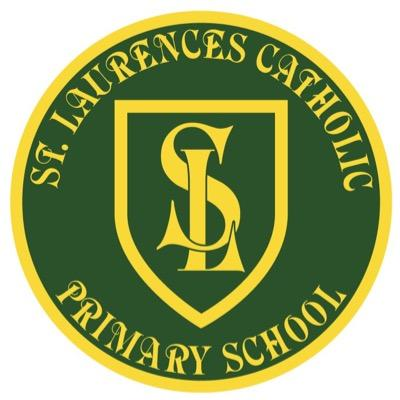 ST. LAURENCES CATHOLIC
SL
PRIMARY SCHOOL